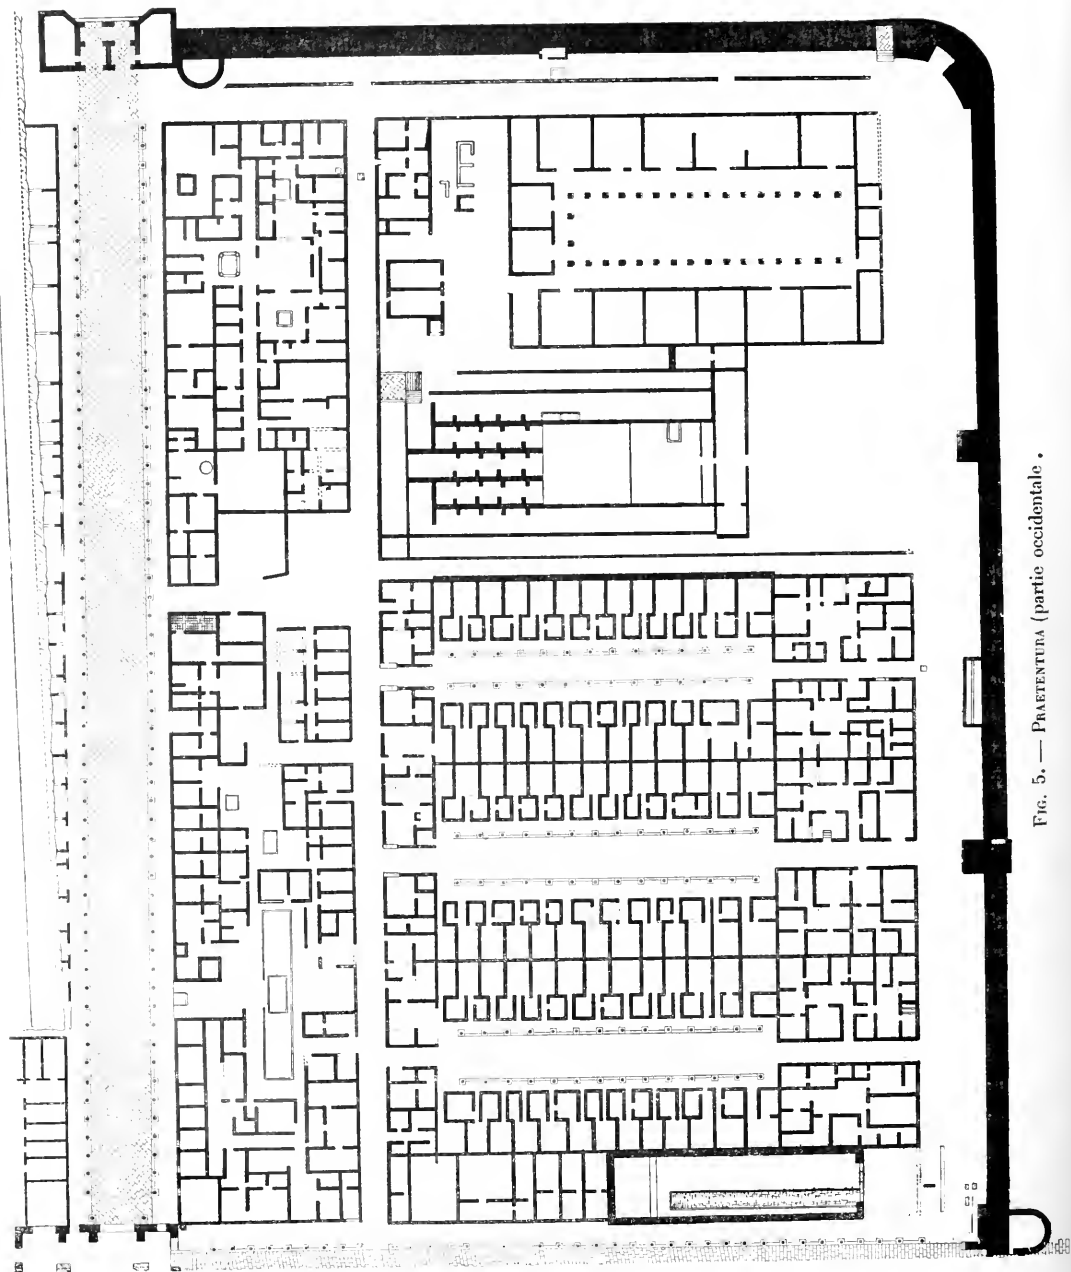 Fig. 5. — Praetentura (partie occidentale.